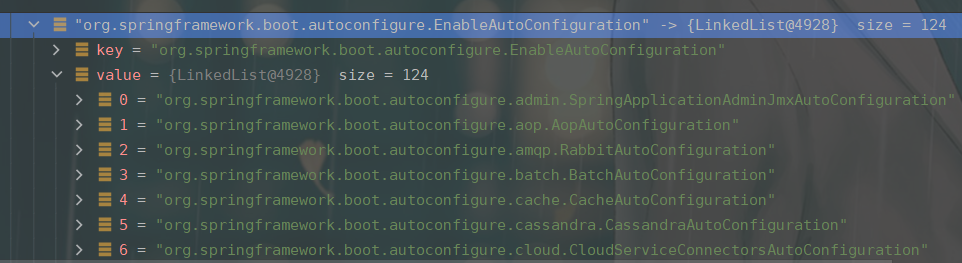 "org.springframework.boot.autoconfigure.EnableAutoConfiguration" -> {LinkedList@4928} size = 124
key = "org.springframework.boot.autoconfigure.EnableAutoConfiguration"
value = {LinkedList@4928} size = 124
0 = "org.springframework.boot.autoconfigure.admin.SpringApplicationAdminJmxAutoConfiguration"
1 = "org.springframework.boot.autoconfigure.aop.AopAutoConfiguration"
2 = "org.springframework.boot.autoconfigure.amqp.RabbitAutoConfiguration"
3 = "org.springframework.boot.autoconfigure.batch.BatchAutoConfiguration"
4 = "org.springframework.boot.autoconfigure.cache.CacheAutoConfiguration"
5 = "org.springframework.boot.autoconfigure.cassandra.CassandraAutoConfiguration"
6 = "org.springframework.boot.autoconfigure.cloud.CloudServiceConnectorsAutoConfiguration"